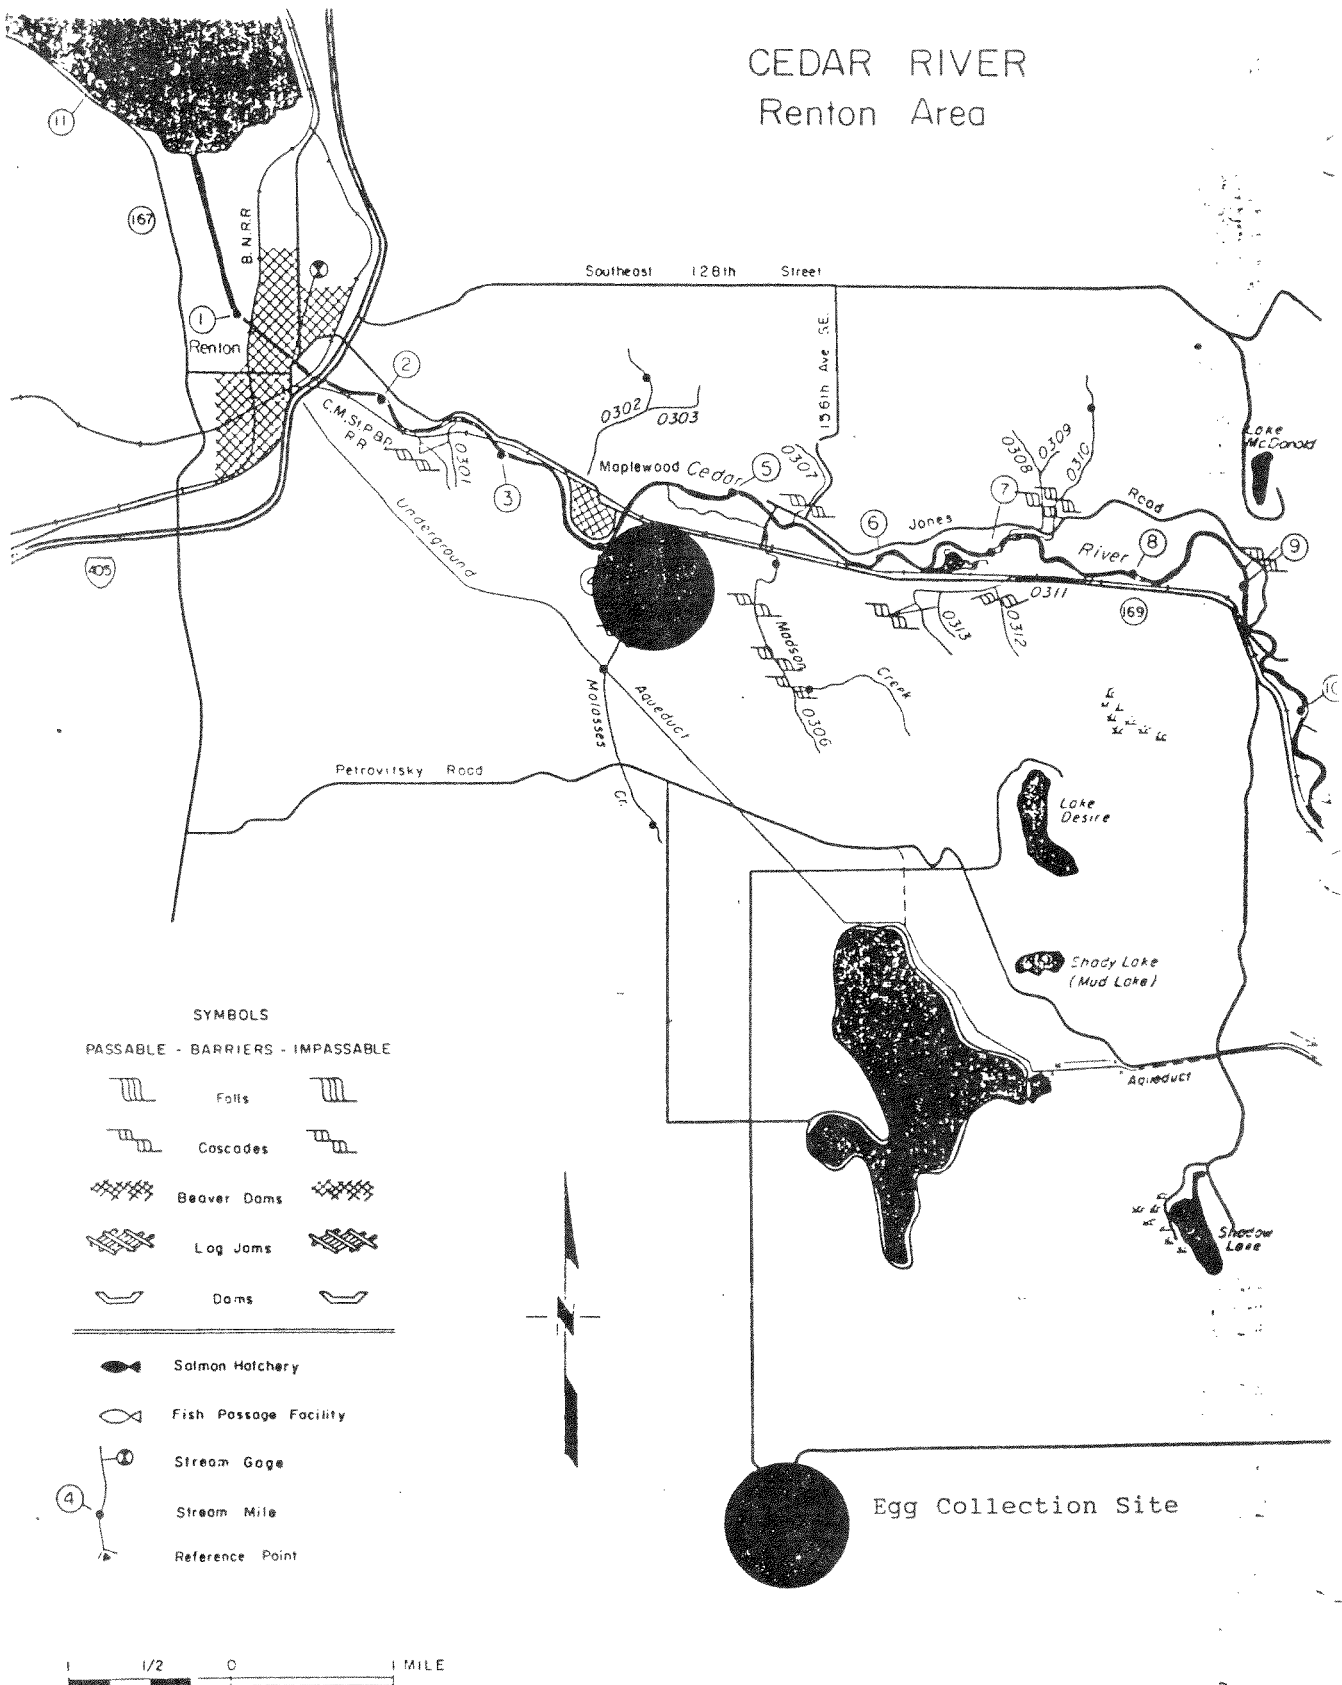 CEDAR RIVER
Renton Area
11
167
B.N.R.R
Southeast 128th Street
156th Ave S.E.
1
Renton
2
C.M.St.P.&P.
R.R.
0301
0302
0303
3
Maplewood
Cedar
5
0307
0308
0309
0310
Lake
McDonald
405
Underground
6
Jones
7
Road
River
8
9
0311
169
0313
0312
Madson
Creek
0306
10
Molasses
Cr.
Aqueduct
Petrovitsky Road
Lake
Desire
Shady Lake
(Mud Lake)
Aqueduct
Shadow
Lake
SYMBOLS
PASSABLE - BARRIERS - IMPASSABLE
Falls
Cascades
Beaver Dams
Log Jams
Dams
Salmon Hatchery
Fish Passage Facility
Stream Gage
4
Stream Mile
Reference Point
Egg Collection Site
1 1/2 0 1 MILE